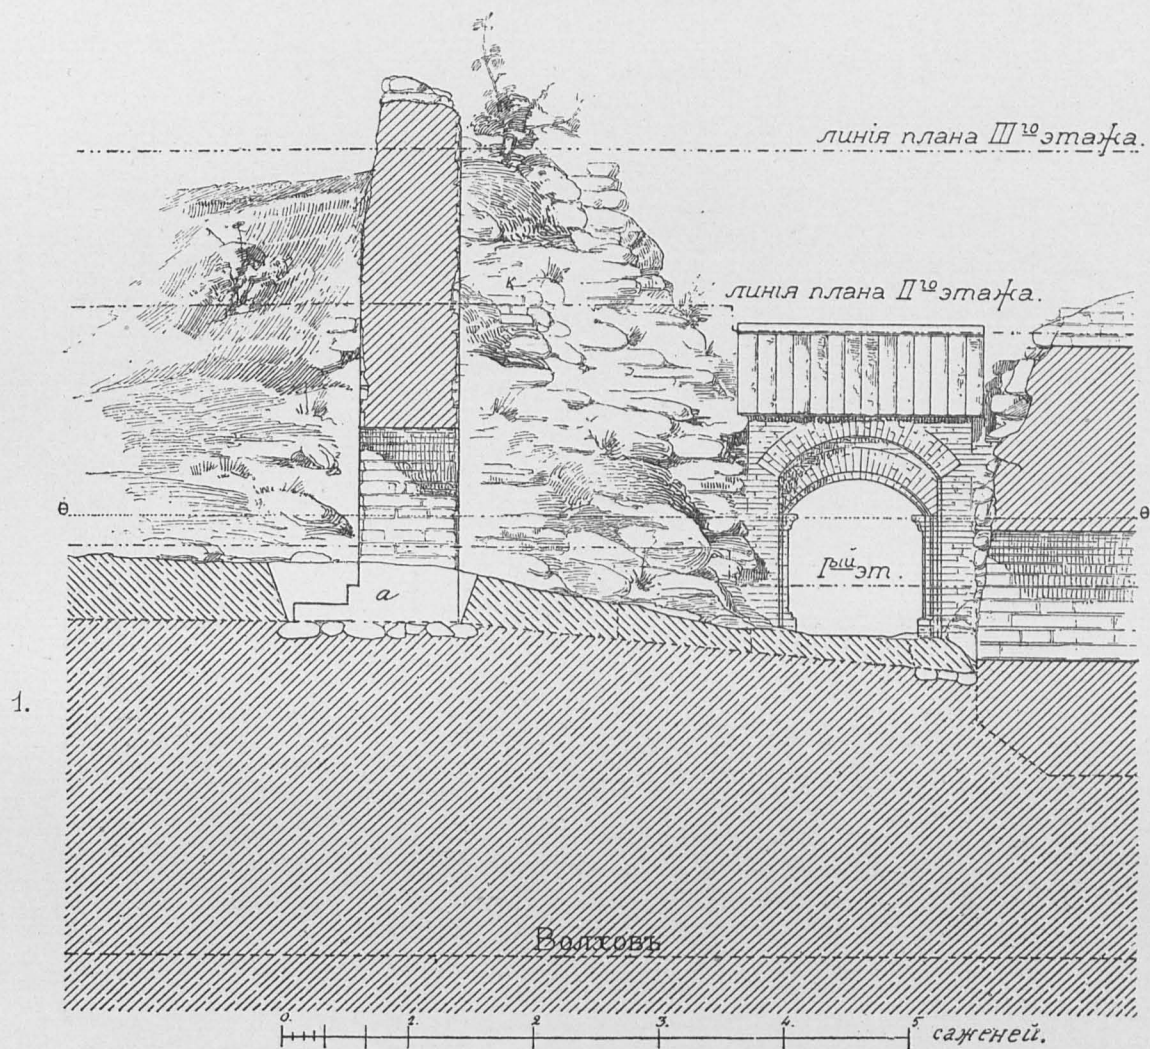 линія плана III го этажа.
к
линія плана II го этажа.
ѳ ѳ
I ый эт.
а
1.
Волховъ
0. 1. 2 3. 4. 5. саженей.